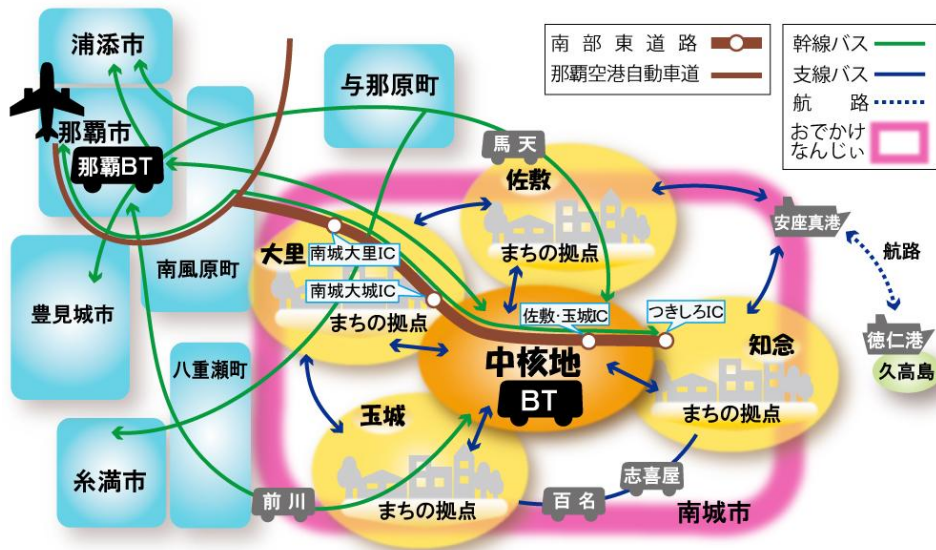 浦添市
那覇市
那覇BT
豊見城市
糸満市
南風原町
八重瀬町
与那原町
南部東道路
那覇空港自動車道
幹線バス
支線バス
航路
おでかけ
なんじぃ
馬天
佐敷
まちの拠点
大里
南城大里IC
南城大城IC
まちの拠点
佐敷・玉城IC
つきしろIC
中核地
BT
知念
まちの拠点
玉城
まちの拠点
前川
百名
志喜屋
南城市
安座真港
航路
徳仁港
久高島